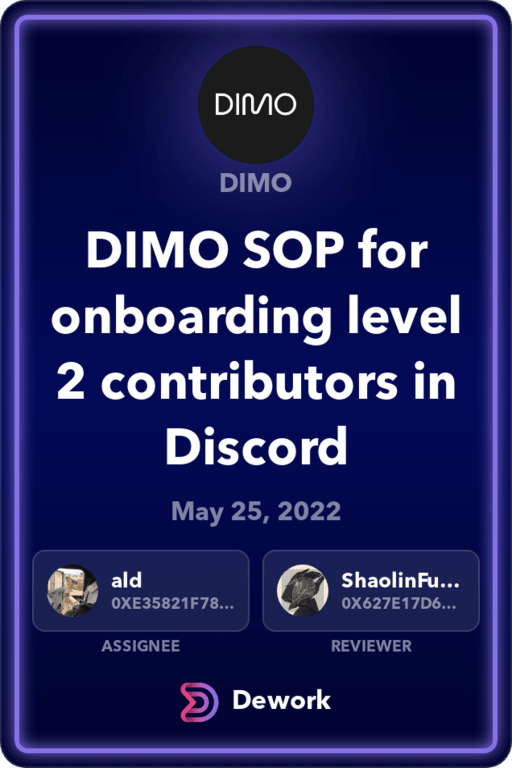 DIMO
DIMO
DIMO SOP for
onboarding level
2 contributors in
Discord
May 25, 2022
ald
0XE35821F78...
ShaolinFu...
0X627E17D6...
ASSIGNEE
REVIEWER
Dework